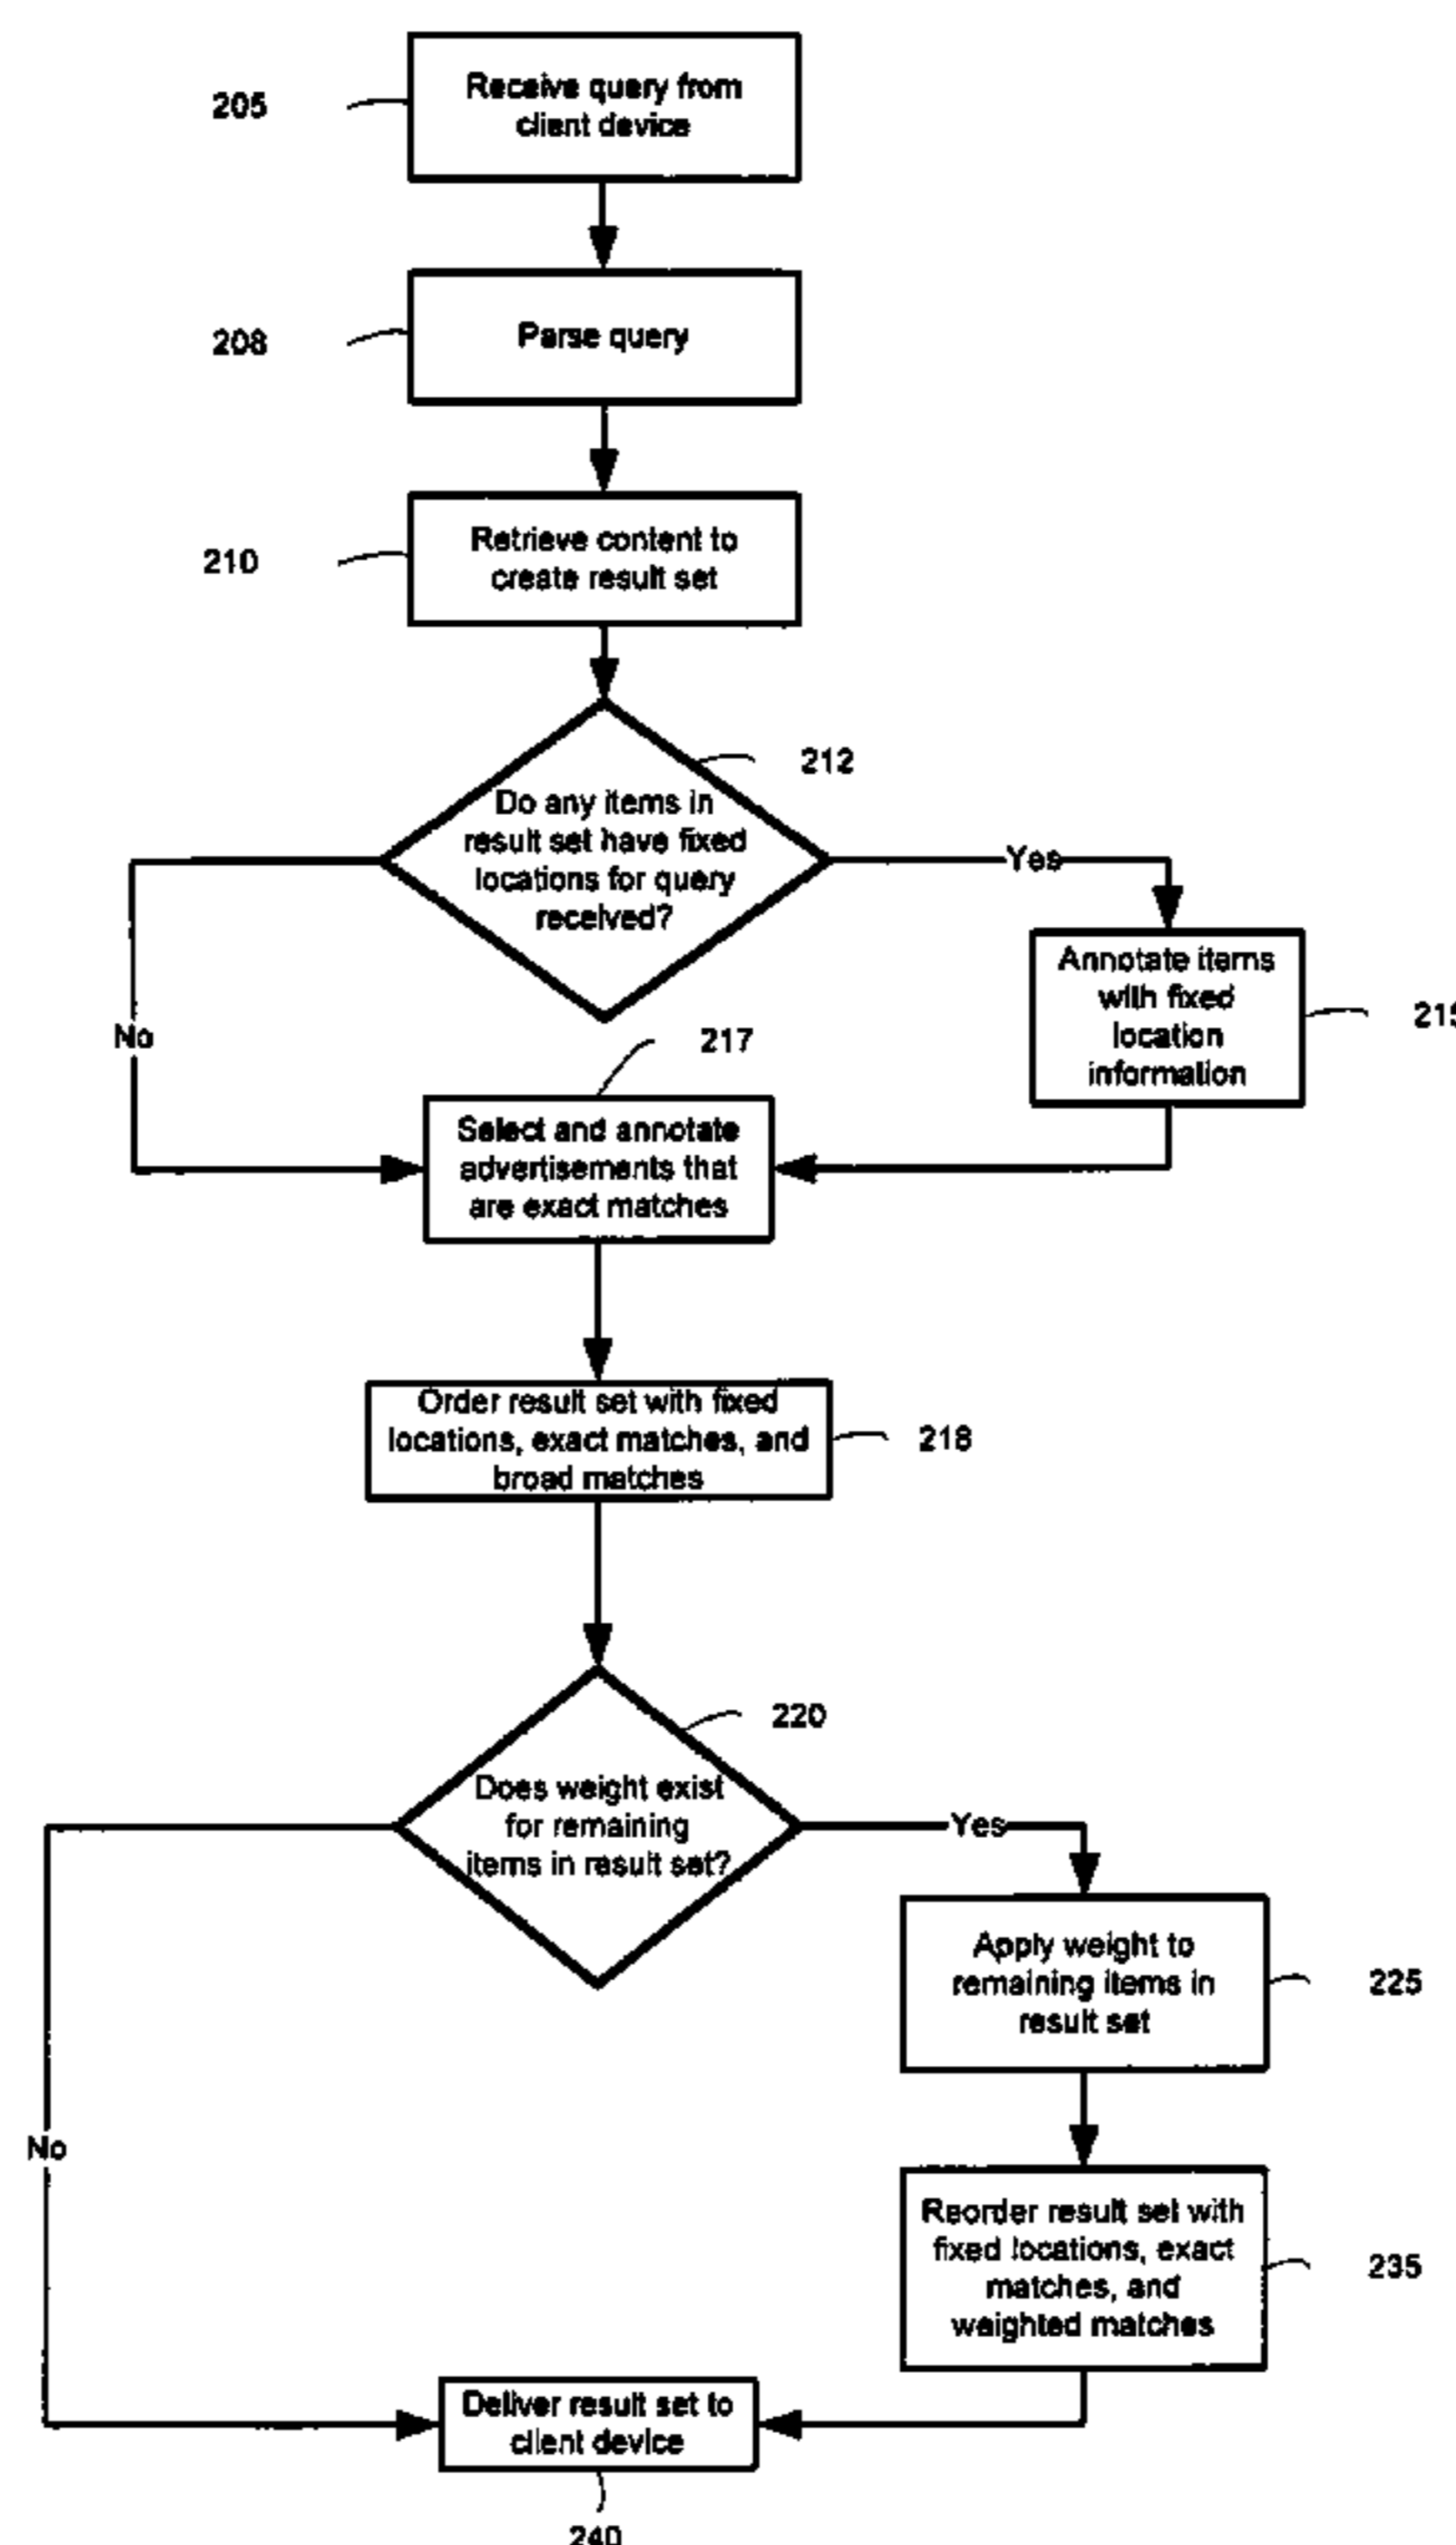 205
Receive query from
client device
208
Parse query
210
Retrieve content to
create result set
212
Do any items in
result set have fixed
locations for query
received?
Yes
No
Annotate items
with fixed
location
information
217
Select and annotate
advertisements that
are exact matches
Order result set with fixed
locations, exact matches, and
broad matches
218
220
Does weight exist
for remaining
items in result set?
Yes
Apply weight to
remaining items in
result set
225
No
Reorder result set with
fixed locations, exact
matches, and
weighted matches
235
Deliver result set to
client device
240